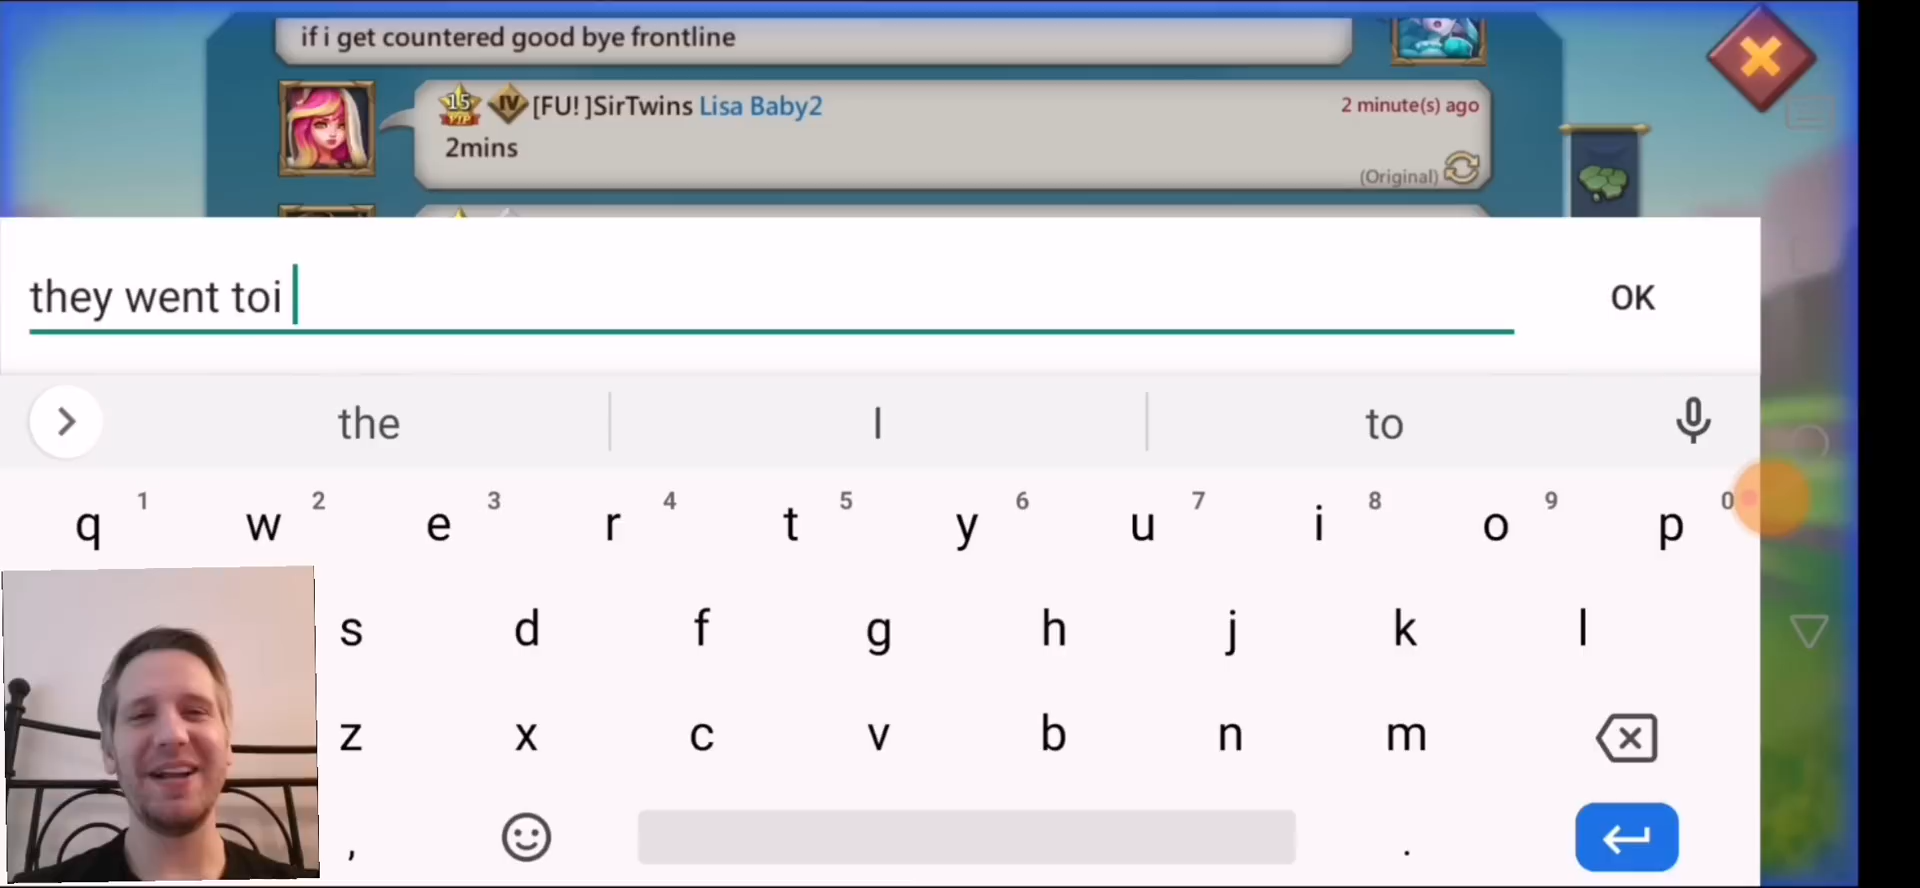 if i get countered good bye frontline
15 VIP IV [FU! ]SirTwins Lisa Baby2 2 minute(s) ago
2mins
(Original)
they went toi
OK
the I to
q 1 w 2 e 3 r 4 t 5 y 6 u 7 i 8 o 9 p 0
s d f g h j k l
z x c v b n m
, .